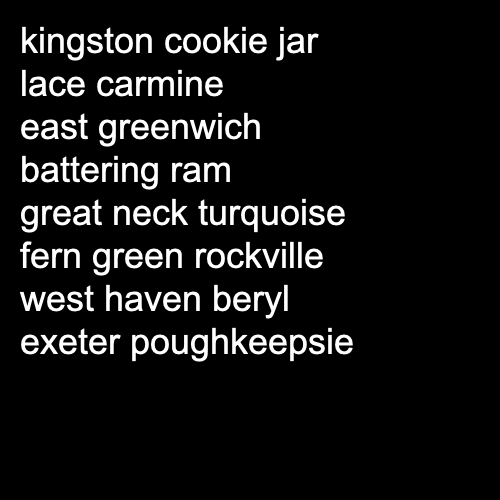 kingston cookie jar
lace carmine
east greenwich
battering ram
great neck turquoise
fern green rockville
west haven beryl
exeter poughkeepsie